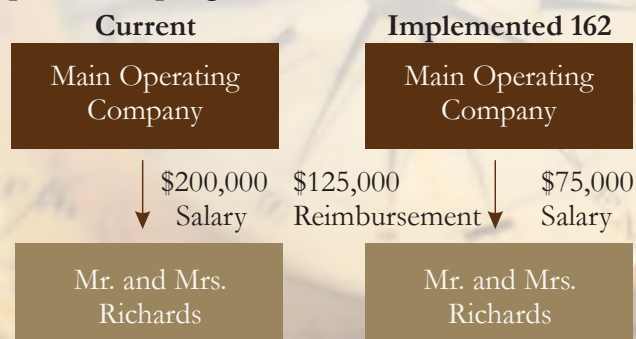 Current
Implemented 162
Main Operating
Company
Main Operating
Company
$200,000
Salary
$125,000
Reimbursement
$75,000
Salary
Mr. and Mrs.
Richards
Mr. and Mrs.
Richards